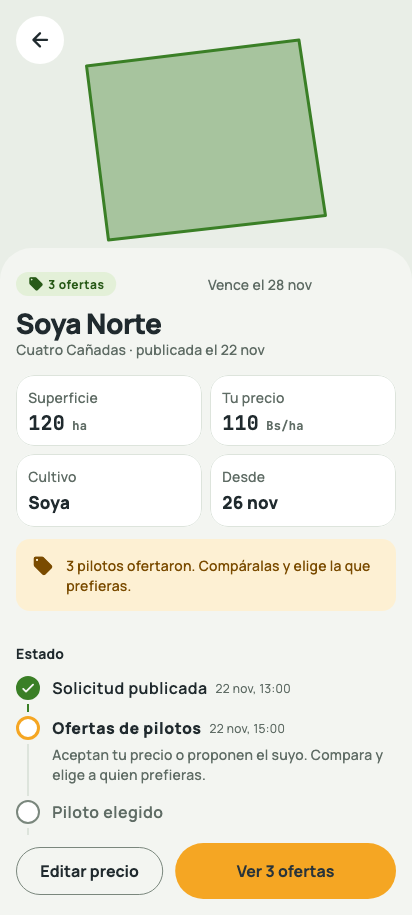 3 ofertas
Vence el 28 nov
Soya Norte
Cuatro Cañadas · publicada el 22 nov
Superficie
120 ha
Tu precio
110 Bs/ha
Cultivo
Soya
Desde
26 nov
3 pilotos ofertaron. Compáralas y elige la que
prefieras.
Estado
Solicitud publicada 22 nov, 13:00
Ofertas de pilotos 22 nov, 15:00
Aceptan tu precio o proponen el suyo. Compara y
elige a quien prefieras.
Piloto elegido
Editar precio
Ver 3 ofertas